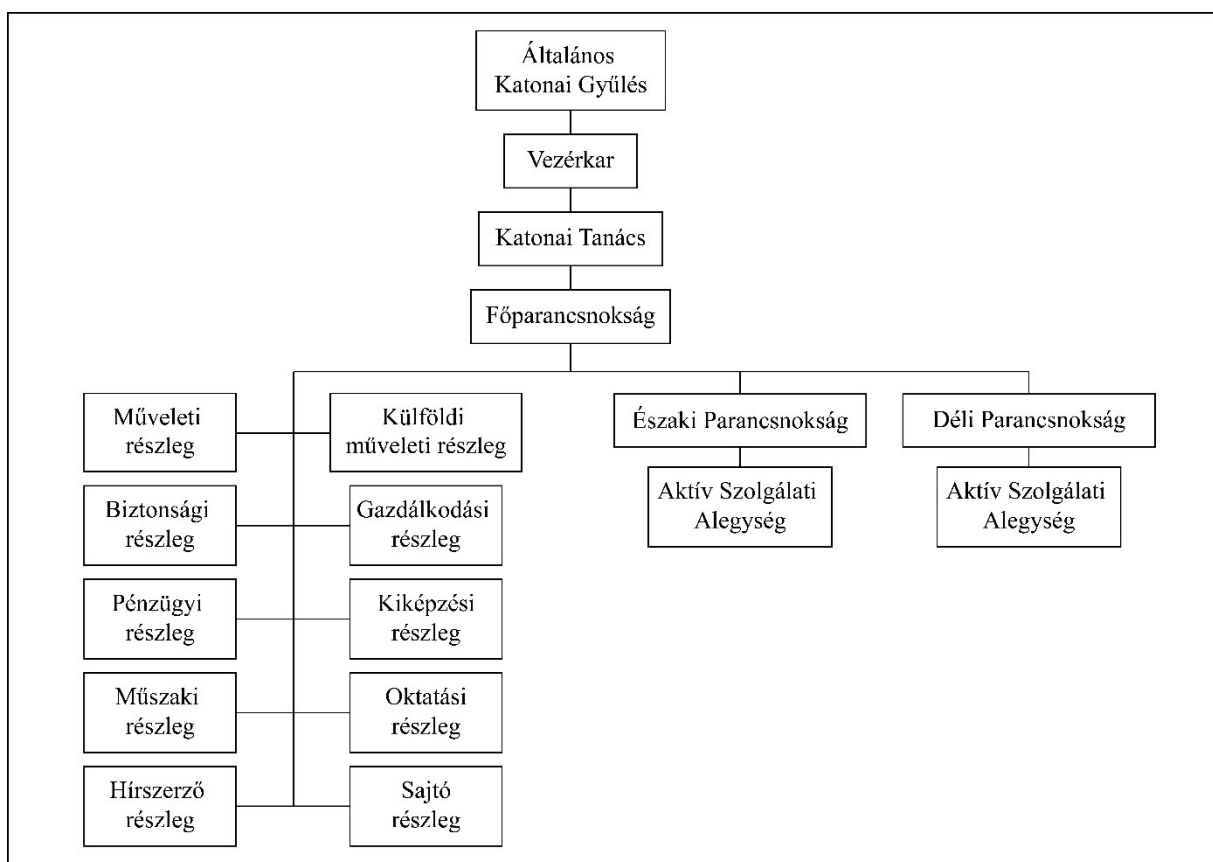 Általános
Katonai Gyűlés
Vezérkar
Katonai Tanács
Főparancsnokság
Műveleti
részleg
Külföldi
műveleti részleg
Északi Parancsnokság
Déli Parancsnokság
Biztonsági
részleg
Gazdálkodási
részleg
Aktív Szolgálati
Alegység
Aktív Szolgálati
Alegység
Pénzügyi
részleg
Kiképzési
részleg
Műszaki
részleg
Oktatási
részleg
Hírszerző
részleg
Sajtó
részleg